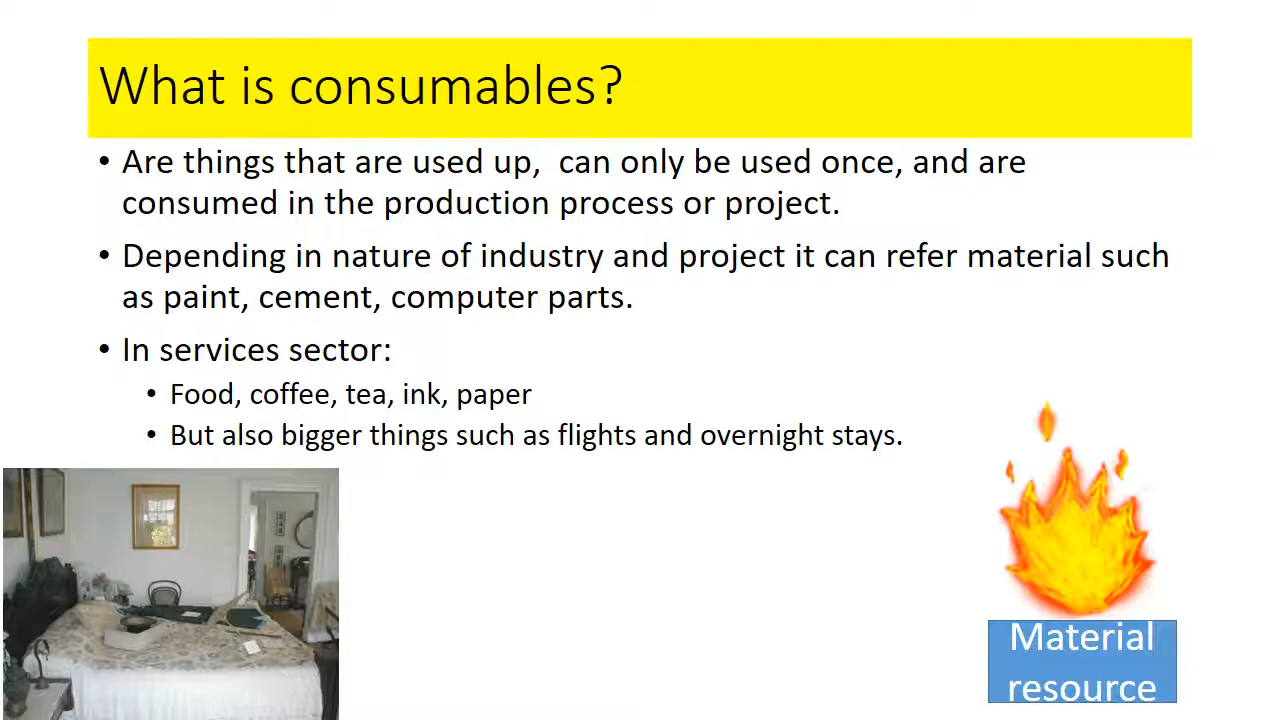 What is consumables?
• Are things that are used up,  can only be used once, and are
consumed in the production process or project.
• Depending in nature of industry and project it can refer material such
as paint, cement, computer parts.
• In services sector:
• Food, coffee, tea, ink, paper
• But also bigger things such as flights and overnight stays.
Material
resource